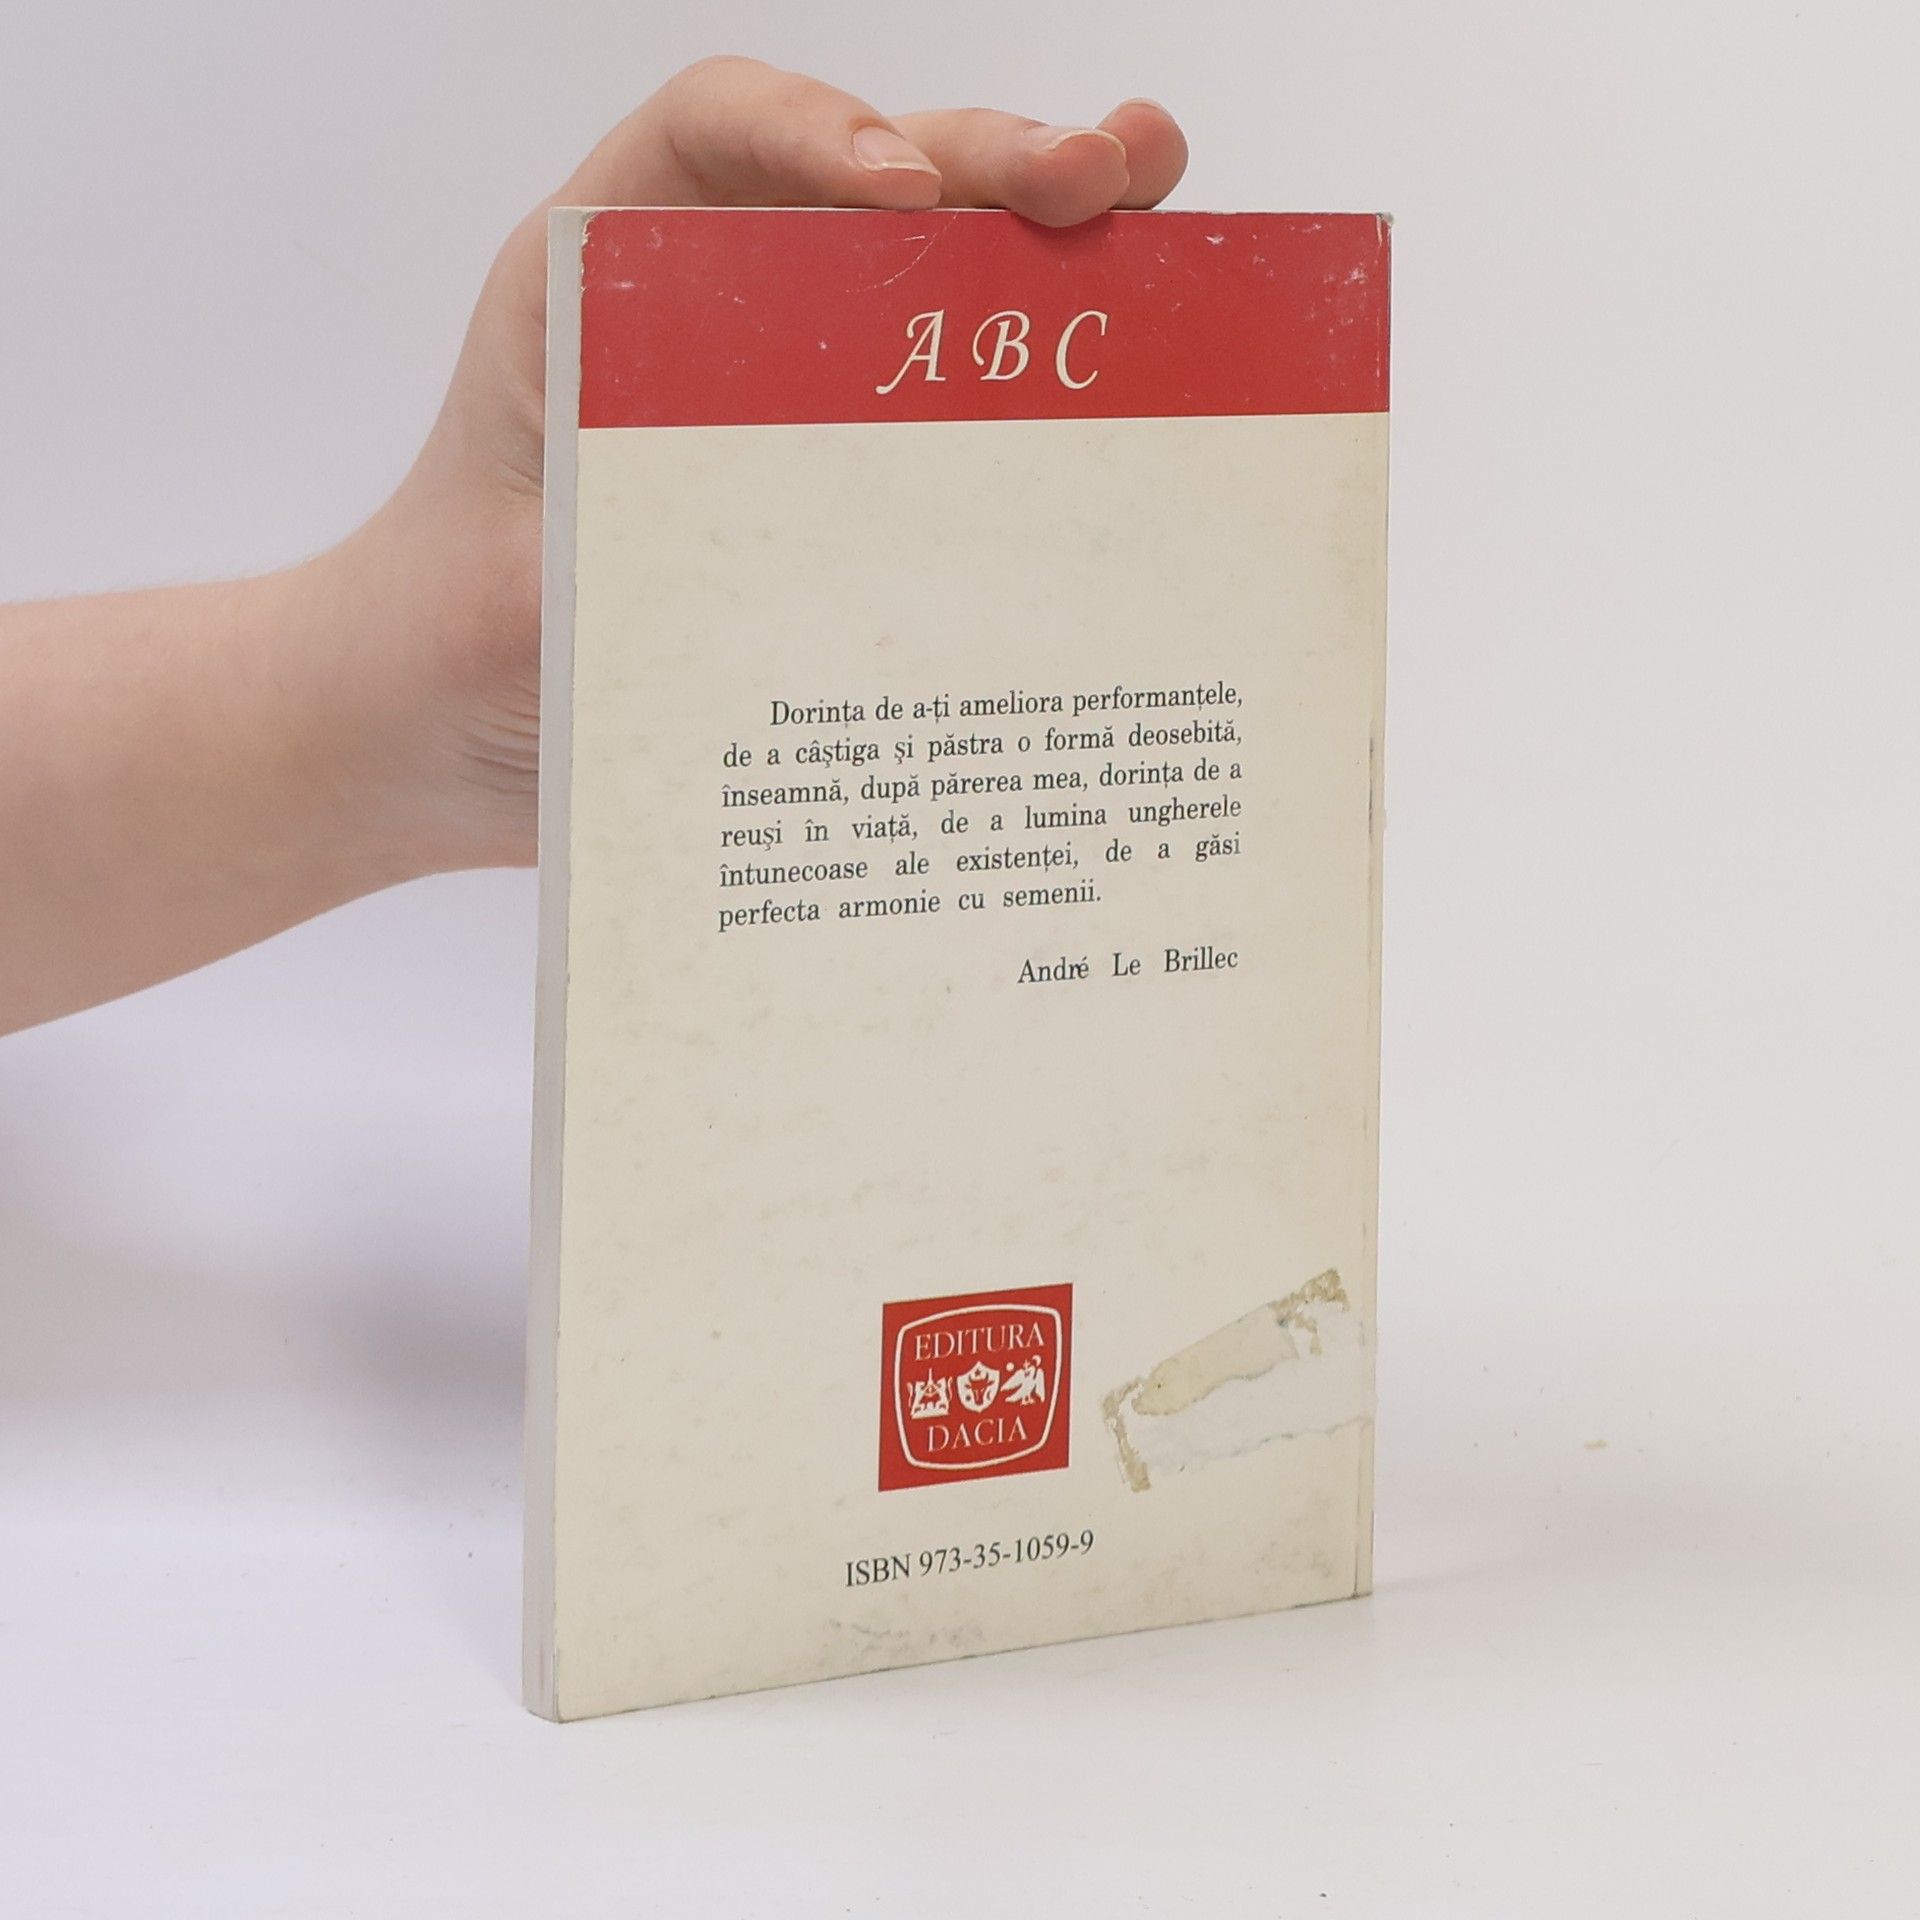 A B C
Dorința de a-ți ameliora performanțele,
de a câștiga și păstra o formă deosebită,
înseamnă, după părerea mea, dorința de a
reuși în viață, de a lumina ungherele
întunecoase ale existenței, de a găsi
perfecta armonie cu semenii.
André Le Brillec
EDITURA
DACIA
ISBN 973-35-1059-9